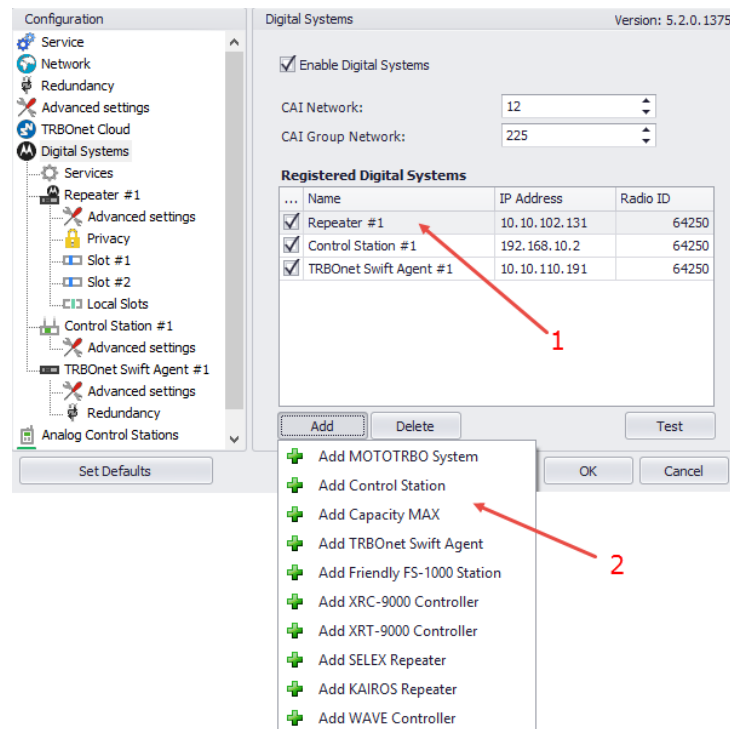 Configuration
Service
Network
Redundancy
Advanced settings
TRBOnet Cloud
Digital Systems
Services
Repeater #1
Advanced settings
Privacy
Slot #1
Slot #2
Local Slots
Control Station #1
Advanced settings
TRBOnet Swift Agent #1
Advanced settings
Redundancy
Analog Control Stations
Set Defaults
Digital Systems Version: 5.2.0.1375
Enable Digital Systems
CAI Network: 12
CAI Group Network: 225
Registered Digital Systems
... Name IP Address Radio ID
Repeater #1 10.10.102.131 64250
Control Station #1 192.168.10.2 64250
TRBOnet Swift Agent #1 10.10.110.191 64250
1
Add Delete Test
OK Cancel
Add MOTOTRBO System
Add Control Station
Add Capacity MAX
Add TRBOnet Swift Agent
Add Friendly FS-1000 Station
Add XRC-9000 Controller
Add XRT-9000 Controller
Add SELEX Repeater
Add KAIROS Repeater
Add WAVE Controller
2